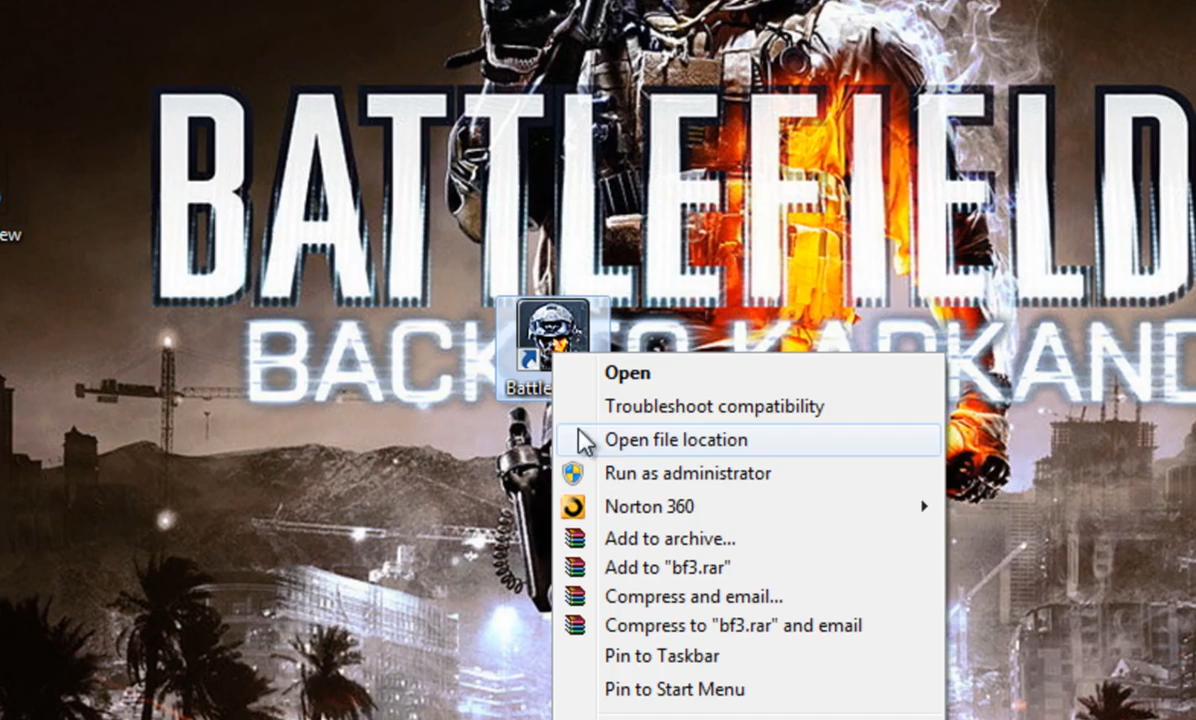 BATTLEFIELD
ew
BACK TO KARKAND
Battle
Open
Troubleshoot compatibility
Open file location
Run as administrator
Norton 360
Add to archive...
Add to "bf3.rar"
Compress and email...
Compress to "bf3.rar" and email
Pin to Taskbar
Pin to Start Menu